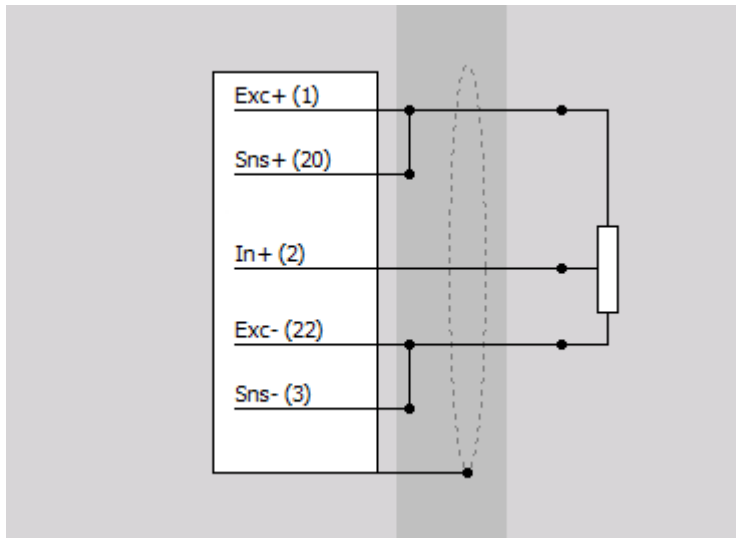 Exc+ (1)
Sns+ (20)
In+ (2)
Exc- (22)
Sns- (3)